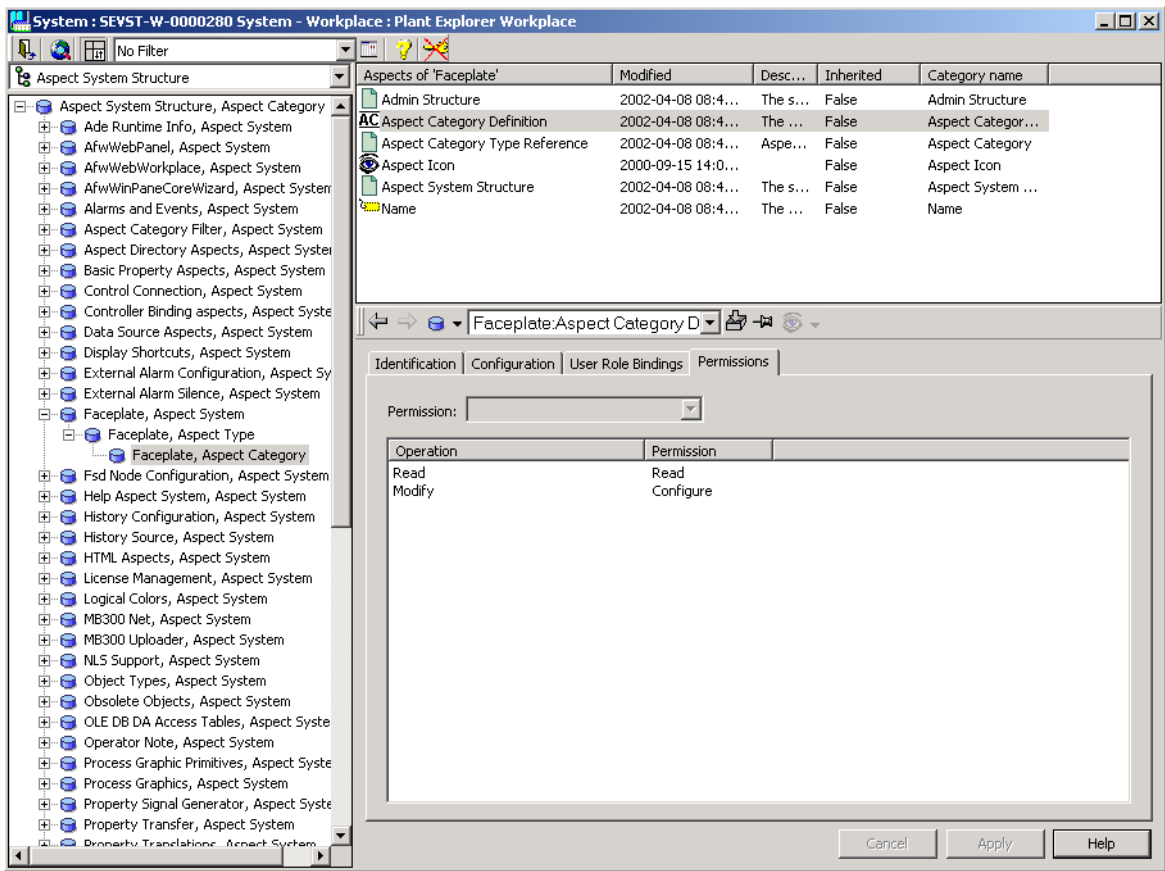 System : SEVST-W-0000280 System - Workplace : Plant Explorer Workplace
No Filter
Aspect System Structure
Aspect System Structure, Aspect Category
Ade Runtime Info, Aspect System
AfwWebPanel, Aspect System
AfwWebWorkplace, Aspect System
AfwWinPaneCoreWizard, Aspect System
Alarms and Events, Aspect System
Aspect Category Filter, Aspect System
Aspect Directory Aspects, Aspect Syster
Basic Property Aspects, Aspect System
Control Connection, Aspect System
Controller Binding aspects, Aspect Syste
Data Source Aspects, Aspect System
Display Shortcuts, Aspect System
External Alarm Configuration, Aspect Sy
External Alarm Silence, Aspect System
Faceplate, Aspect System
Faceplate, Aspect Type
Faceplate, Aspect Category
Fsd Node Configuration, Aspect System
Help Aspect System, Aspect System
History Configuration, Aspect System
History Source, Aspect System
HTML Aspects, Aspect System
License Management, Aspect System
Logical Colors, Aspect System
MB300 Net, Aspect System
MB300 Uploader, Aspect System
NLS Support, Aspect System
Object Types, Aspect System
Obsolete Objects, Aspect System
OLE DB DA Access Tables, Aspect Syste
Operator Note, Aspect System
Process Graphic Primitives, Aspect Syste
Process Graphics, Aspect System
Property Signal Generator, Aspect Syste
Property Transfer, Aspect System
Property Translations, Aspect System
Aspects of 'Faceplate' Modified Desc... Inherited Category name
Admin Structure 2002-04-08 08:4... The s... False Admin Structure
AC Aspect Category Definition 2002-04-08 08:4... The ... False Aspect Categor...
Aspect Category Type Reference 2002-04-08 08:4... Aspe... False Aspect Category
Aspect Icon 2000-09-15 14:0... False Aspect Icon
Aspect System Structure 2002-04-08 08:4... The s... False Aspect System ...
Name 2002-04-08 08:4... The ... False Name
Faceplate:Aspect Category D
Identification Configuration User Role Bindings Permissions
Permission:
Operation Permission
Read Read
Modify Configure
Cancel Apply Help